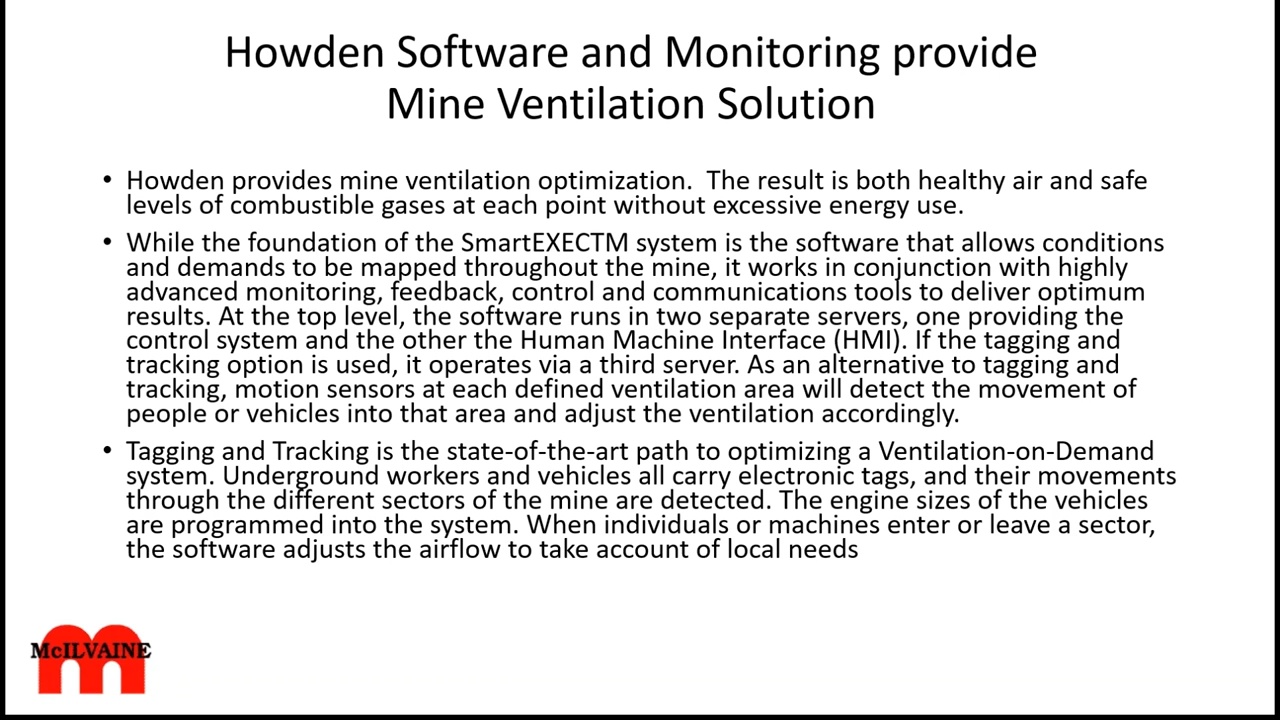 Howden Software and Monitoring provide
Mine Ventilation Solution
• Howden provides mine ventilation optimization.  The result is both healthy air and safe
levels of combustible gases at each point without excessive energy use.
• While the foundation of the SmartEXECTM system is the software that allows conditions
and demands to be mapped throughout the mine, it works in conjunction with highly
advanced monitoring, feedback, control and communications tools to deliver optimum
results. At the top level, the software runs in two separate servers, one providing the
control system and the other the Human Machine Interface (HMI). If the tagging and
tracking option is used, it operates via a third server. As an alternative to tagging and
tracking, motion sensors at each defined ventilation area will detect the movement of
people or vehicles into that area and adjust the ventilation accordingly.
• Tagging and Tracking is the state-of-the-art path to optimizing a Ventilation-on-Demand
system. Underground workers and vehicles all carry electronic tags, and their movements
through the different sectors of the mine are detected. The engine sizes of the vehicles
are programmed into the system. When individuals or machines enter or leave a sector,
the software adjusts the airflow to take account of local needs
McILVAINE